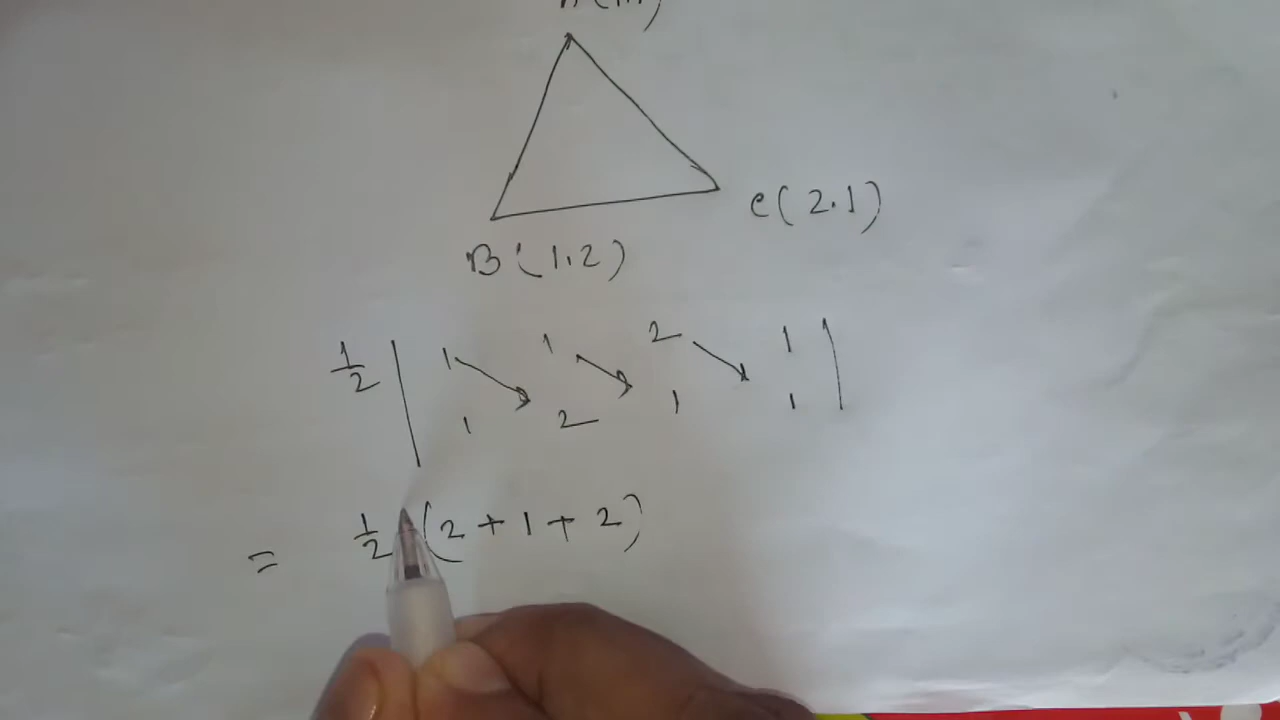 C(2.1)
B(1.2)
1/2 | 1 1 2 1 |
1 2 1 1
= 1/2 (2+1+2)